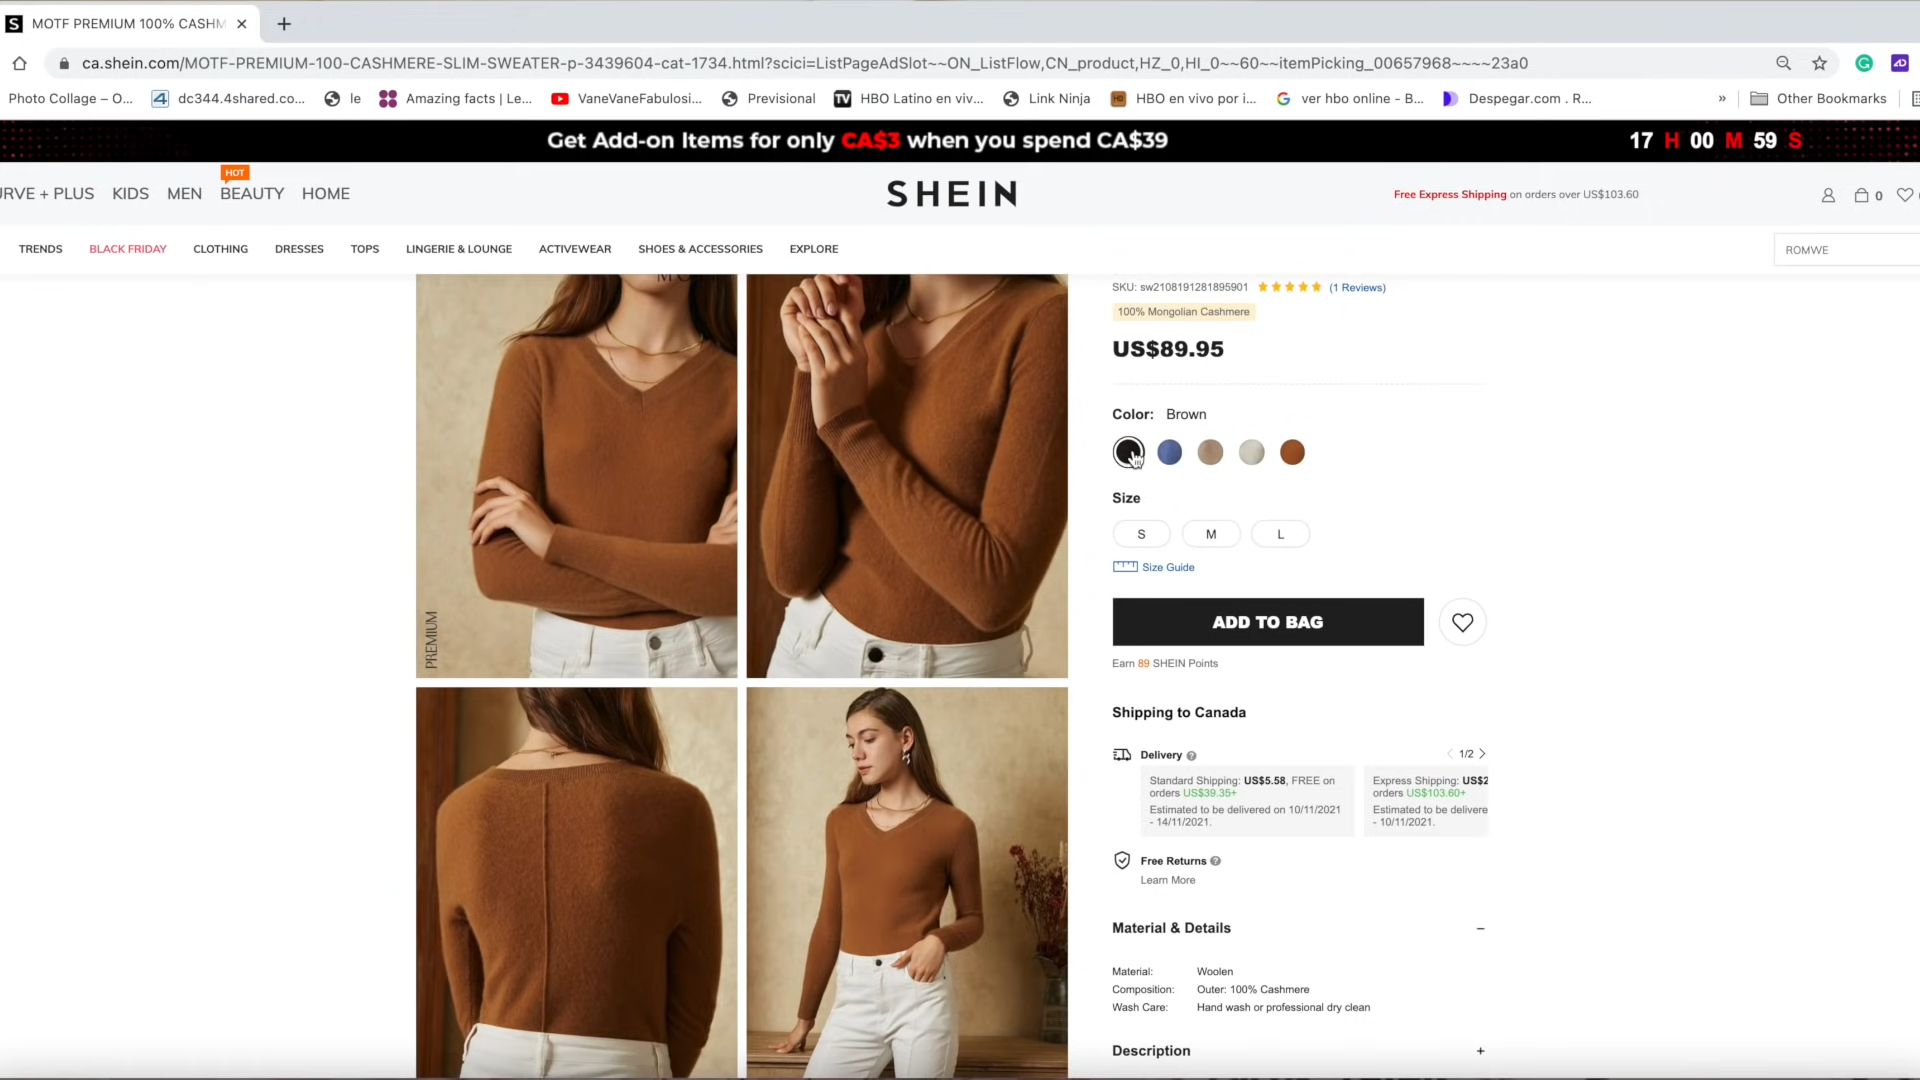 MOTF PREMIUM 100% CASHM
ca.shein.com/MOTF-PREMIUM-100-CASHMERE-SLIM-SWEATER-p-3439604-cat-1734.html?scici=ListPageAdSlot~~ON_ListFlow,CN_product,HZ_0,HI_0~~60~~itemPicking_00657968~~~~23a0
Photo Collage – O... dc344.4shared.co... le Amazing facts | Le... VaneVaneFabulosi... Previsional HBO Latino en viv... Link Ninja HBO en vivo por i... ver hbo online - B... Despegar.com . R... » Other Bookmarks
Get Add-on Items for only CA$3 when you spend CA$39 17 H 00 M 59 S
HOT
URVE + PLUS KIDS MEN BEAUTY HOME SHEIN Free Express Shipping on orders over US$103.60 0
TRENDS BLACK FRIDAY CLOTHING DRESSES TOPS LINGERIE & LOUNGE ACTIVEWEAR SHOES & ACCESSORIES EXPLORE ROMWE
SKU: sw2108191281895901 (1 Reviews)
100% Mongolian Cashmere
US$89.95
Color: Brown
Size
S M L
Size Guide
ADD TO BAG
PREMIUM
Earn 89 SHEIN Points
Shipping to Canada
Delivery 1/2
Standard Shipping: US$5.58, FREE on
orders US$39.35+
Estimated to be delivered on 10/11/2021
- 14/11/2021.
Express Shipping: US$2
orders US$103.60+
Estimated to be delivere
- 10/11/2021.
Free Returns
Learn More
Material & Details –
Material: Woolen
Composition: Outer: 100% Cashmere
Wash Care: Hand wash or professional dry clean
Description +